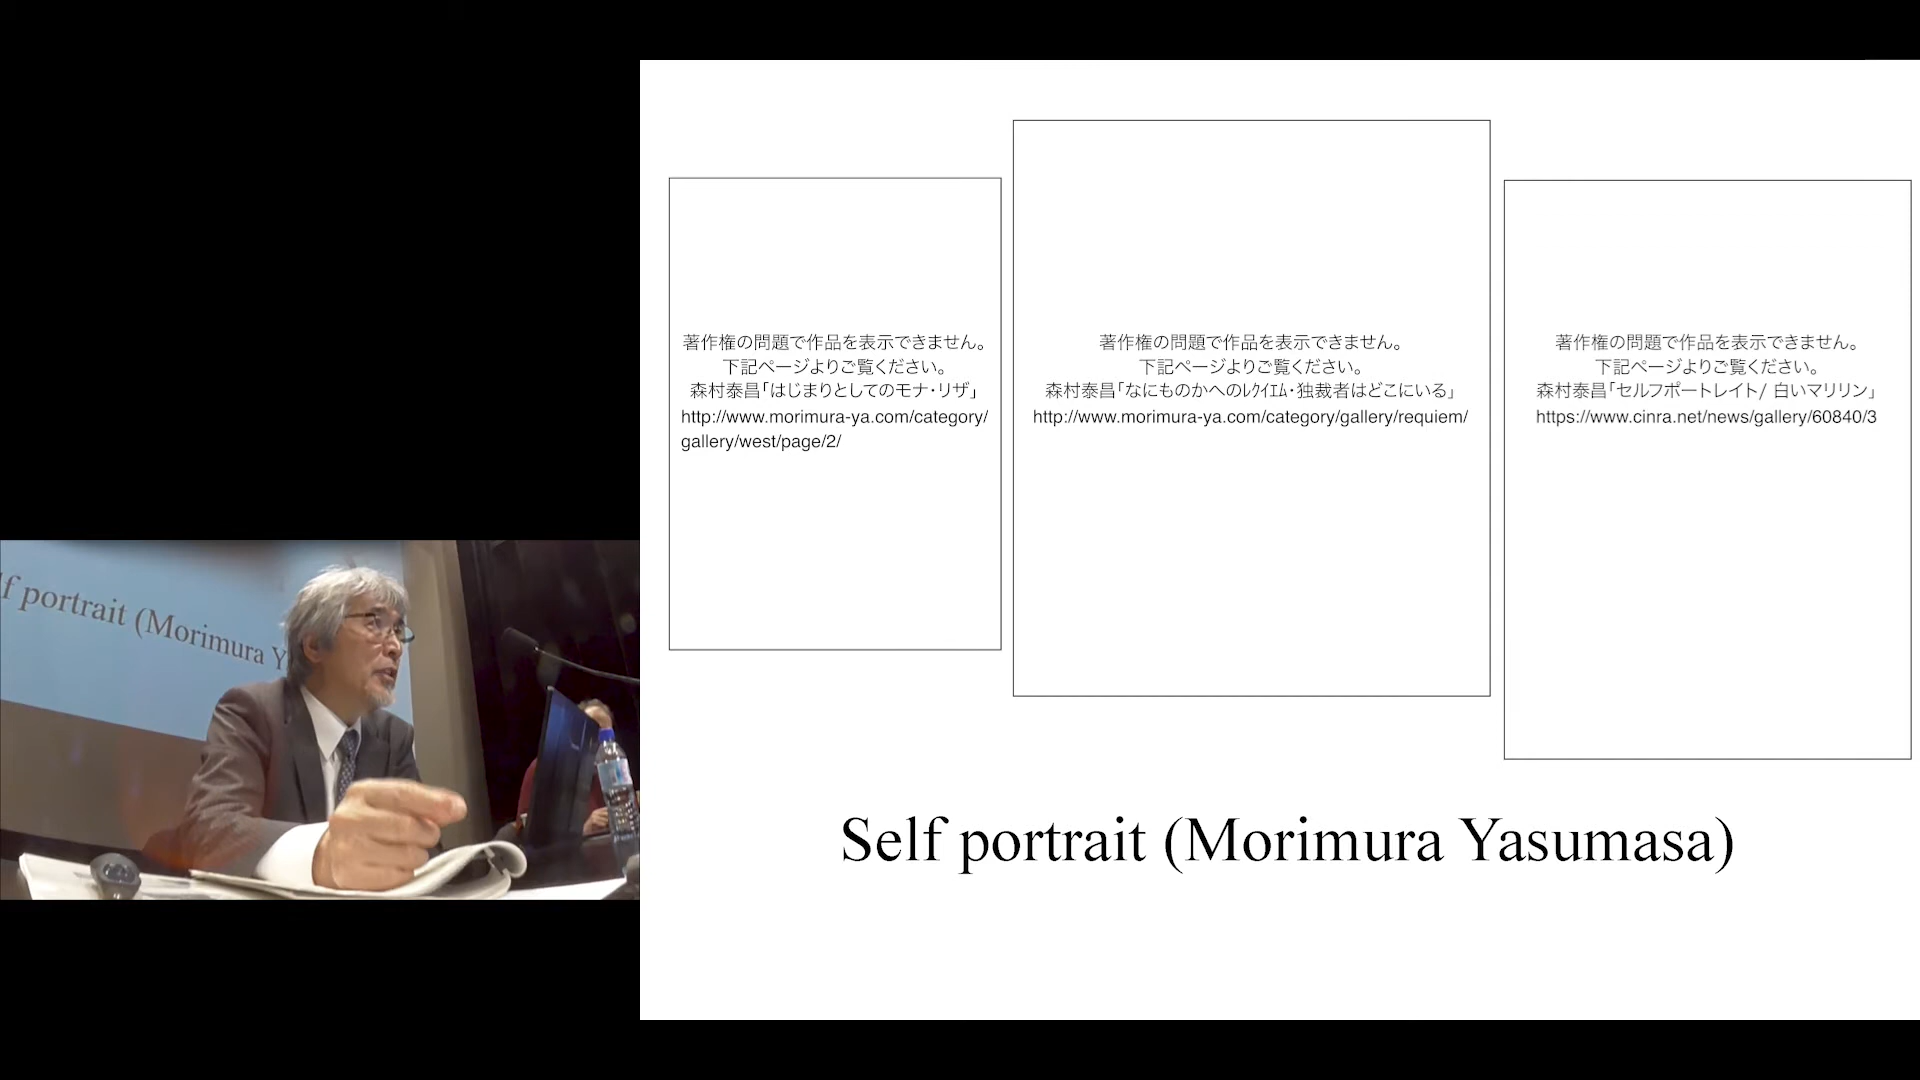 著作権の問題で作品を表示できません。
下記ページよりご覧ください。
森村泰昌「はじまりとしてのモナ・リザ」
http://www.morimura-ya.com/category/
gallery/west/page/2/
著作権の問題で作品を表示できません。
下記ページよりご覧ください。
森村泰昌「なにものかへのﾚｸｲｴﾑ・独裁者はどこにいる」
http://www.morimura-ya.com/category/gallery/requiem/
著作権の問題で作品を表示できません。
下記ページよりご覧ください。
森村泰昌「セルフポートレイト/ 白いマリリン」
https://www.cinra.net/news/gallery/60840/3
Self portrait (Morimura Yasumasa)
lf portrait (Morimura Y